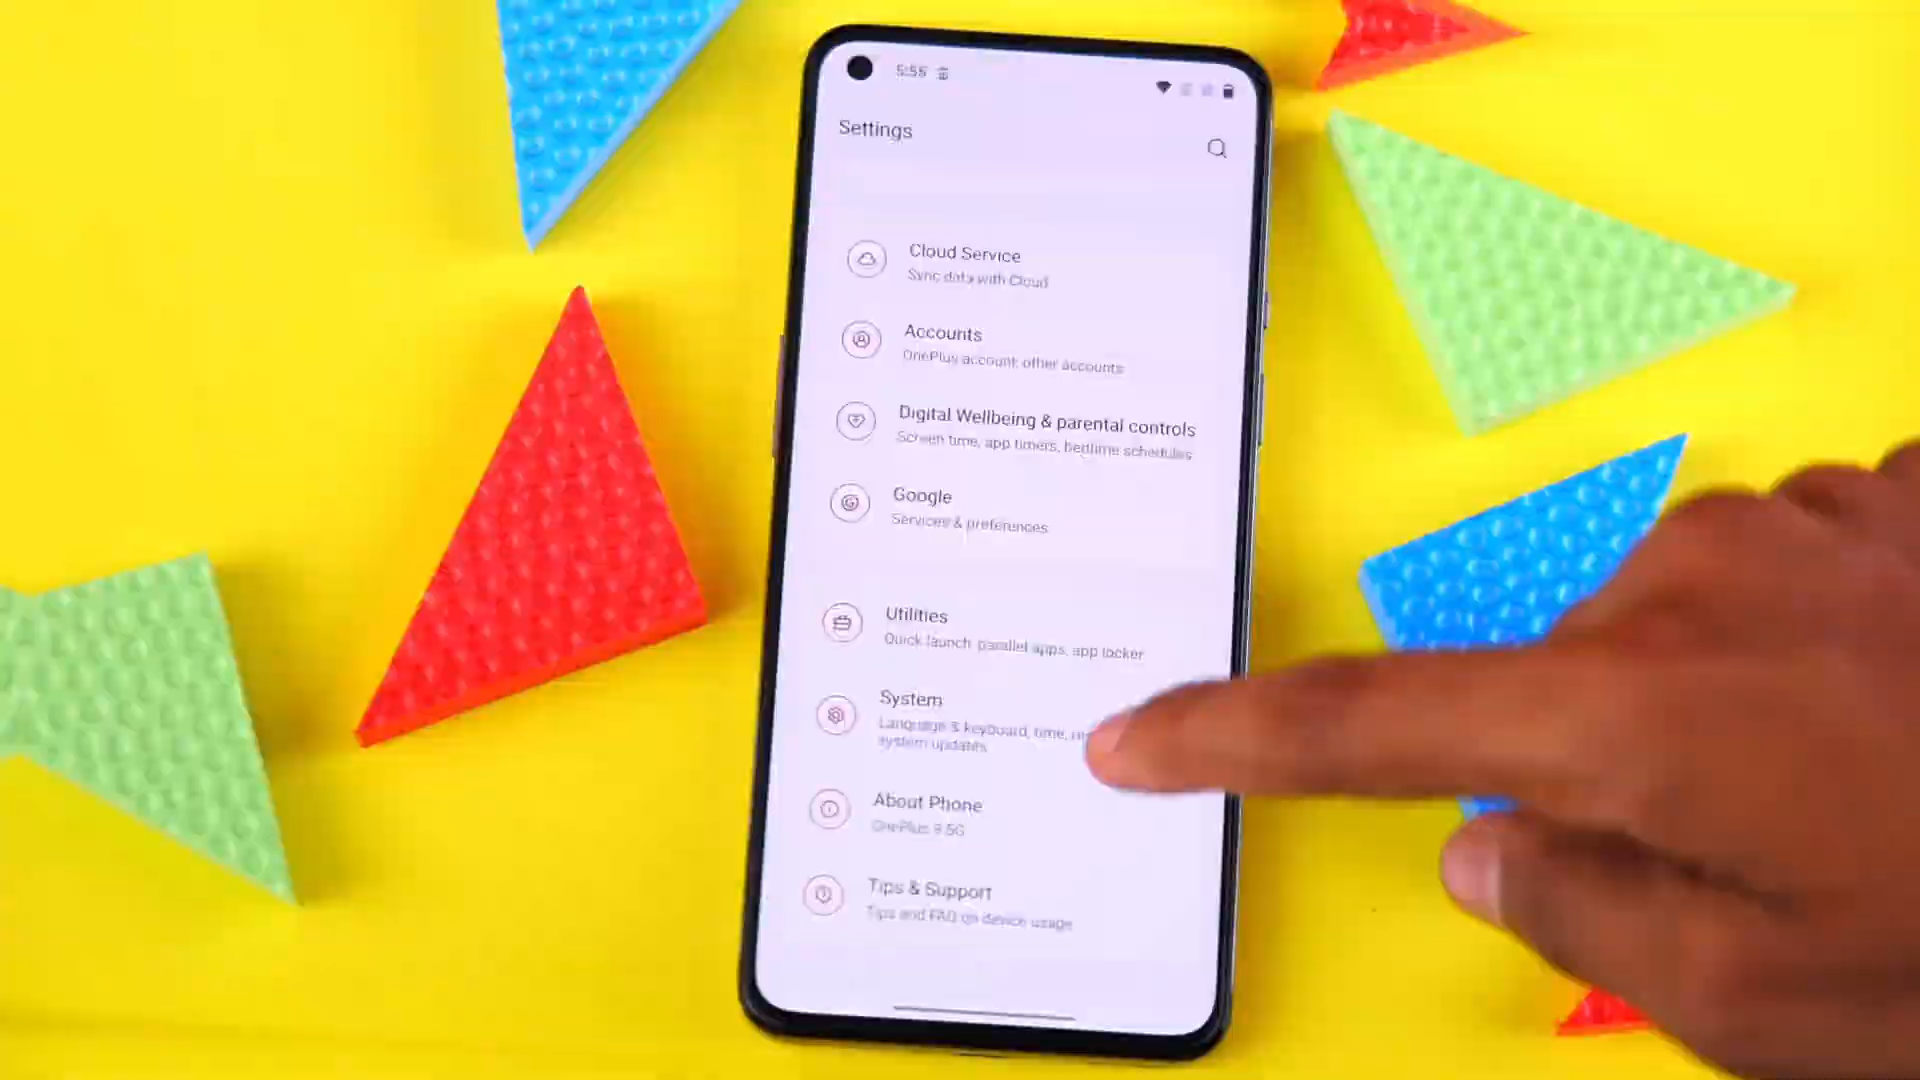 5:55
Settings
Cloud Service
Sync data with Cloud
Accounts
OnePlus account, other accounts
Digital Wellbeing & parental controls
Screen time, app timers, bedtime schedules
Google
Services & preferences
Utilities
Quick launch, parallel apps, app locker
System
Language & keyboard, time,
system updates
About Phone
OnePlus 9 5G
Tips & Support
Tips and FAQ on device usage